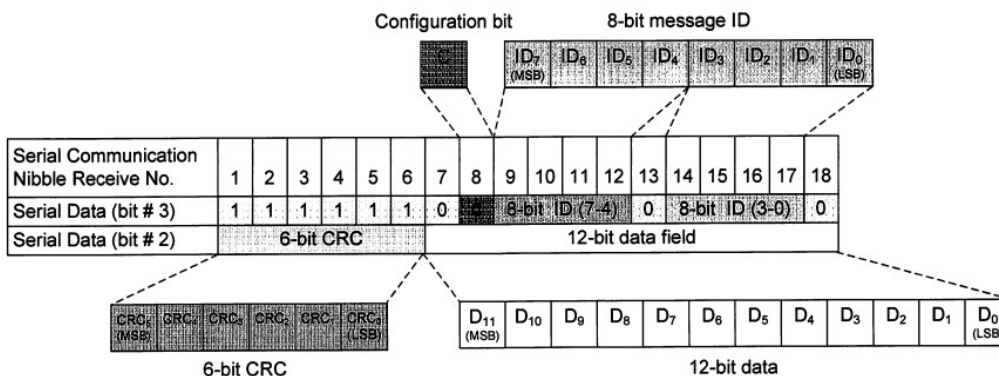 Configuration bit 8-bit message ID
C ID₇ ID₆ ID₅ ID₄ ID₃ ID₂ ID₁ ID₀
(MSB) (LSB)
Serial Communication
Nibble Receive No. 1 2 3 4 5 6 7 8 9 10 11 12 13 14 15 16 17 18
Serial Data (bit # 3) 1 1 1 1 1 1 0 0 8-bit ID (7-4) 0 8-bit ID (3-0) 0
Serial Data (bit # 2) 6-bit CRC 12-bit data field
CRC₅ CRC₄ CRC₃ CRC₂ CRC₁ CRC₀ D₁₁ D₁₀ D₉ D₈ D₇ D₆ D₅ D₄ D₃ D₂ D₁ D₀
(MSB) (LSB) (MSB) (LSB)
6-bit CRC 12-bit data